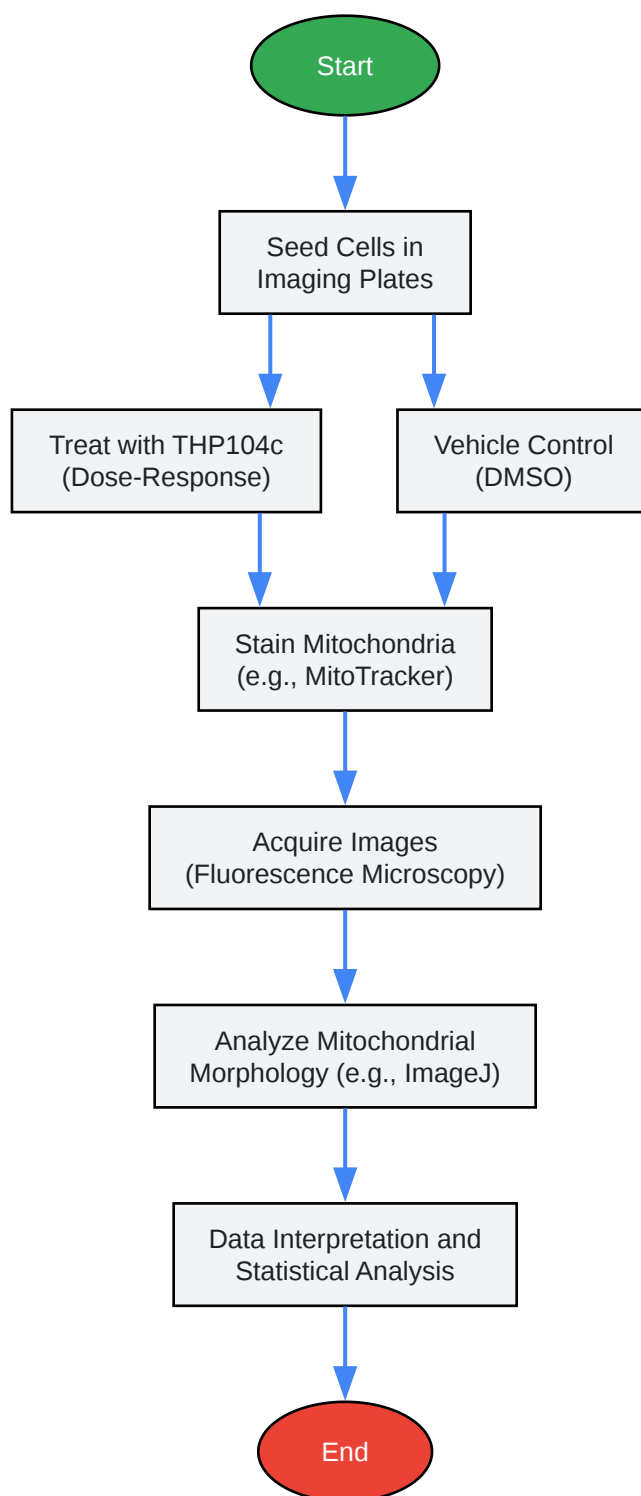 Start
Seed Cells in
Imaging Plates
Treat with THP104c
(Dose-Response)
Vehicle Control
(DMSO)
Stain Mitochondria
(e.g., MitoTracker)
Acquire Images
(Fluorescence Microscopy)
Analyze Mitochondrial
Morphology (e.g., ImageJ)
Data Interpretation and
Statistical Analysis
End